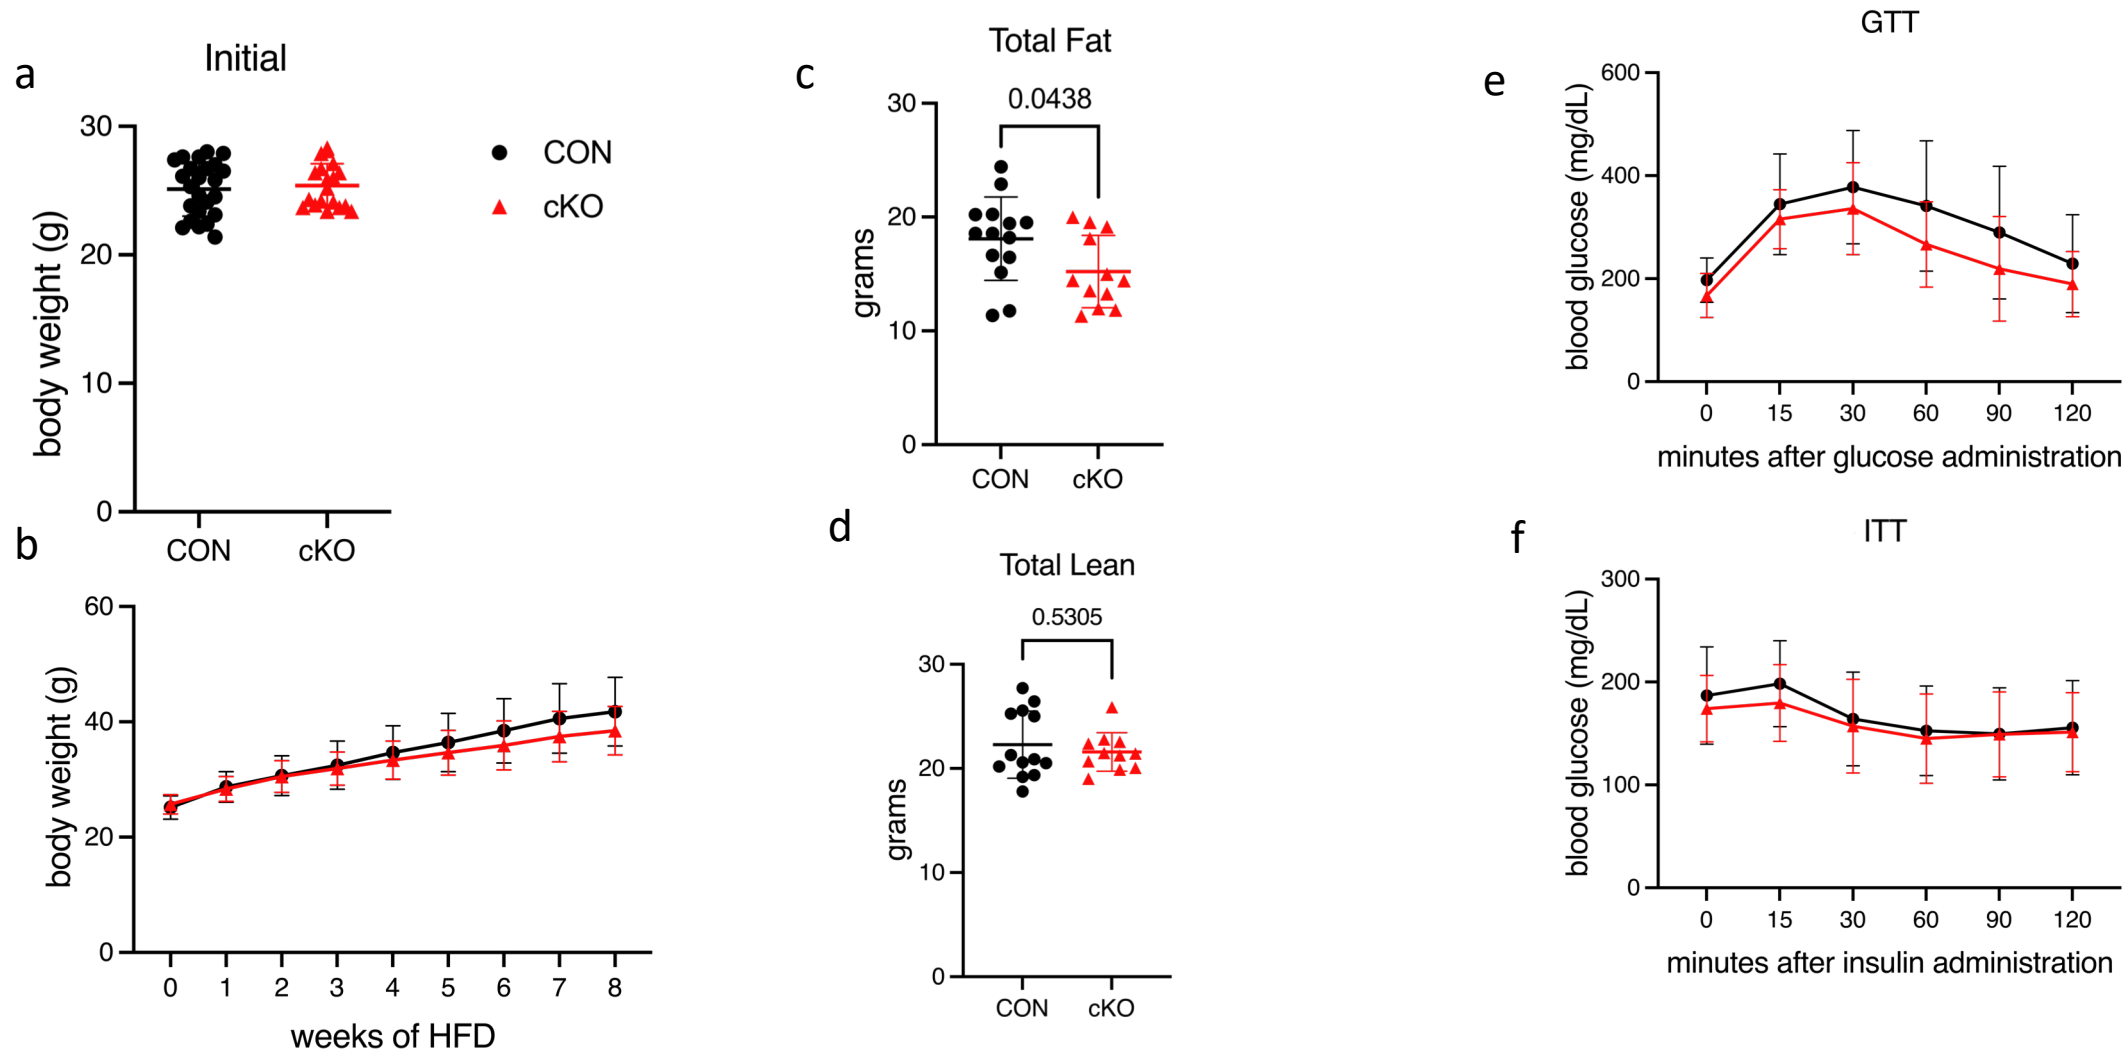 a
Initial
30
20
10
0
body weight (g)
CON
cKO
CON
cKO
b
60
40
20
0
body weight (g)
0 1 2 3 4 5 6 7 8
weeks of HFD
c
Total Fat
0.0438
30
20
10
0
grams
CON
cKO
d
Total Lean
0.5305
30
20
10
0
grams
CON
cKO
e
GTT
600
400
200
0
blood glucose (mg/dL)
0 15 30 60 90 120
minutes after glucose administration
f
ITT
300
200
100
0
blood glucose (mg/dL)
0 15 30 60 90 120
minutes after insulin administration